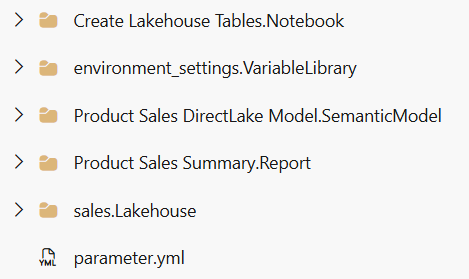 Create Lakehouse Tables.Notebook
environment_settings.VariableLibrary
Product Sales DirectLake Model.SemanticModel
Product Sales Summary.Report
sales.Lakehouse
YML parameter.yml